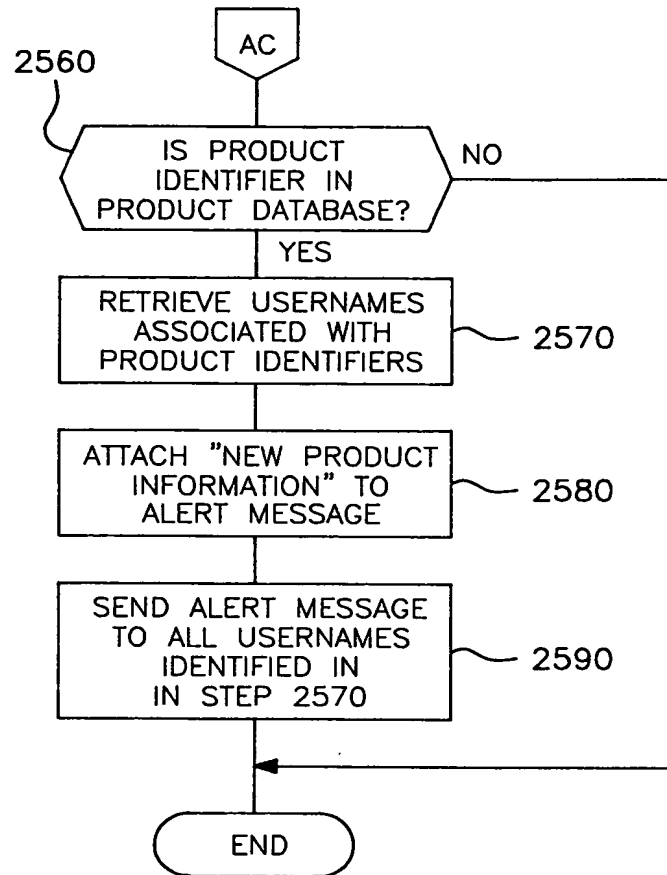 AC
2560
IS PRODUCT
IDENTIFIER IN
PRODUCT DATABASE?
NO
YES
RETRIEVE USERNAMES
ASSOCIATED WITH
PRODUCT IDENTIFIERS
2570
ATTACH "NEW PRODUCT
INFORMATION" TO
ALERT MESSAGE
2580
SEND ALERT MESSAGE
TO ALL USERNAMES
IDENTIFIED IN
IN STEP 2570
2590
END